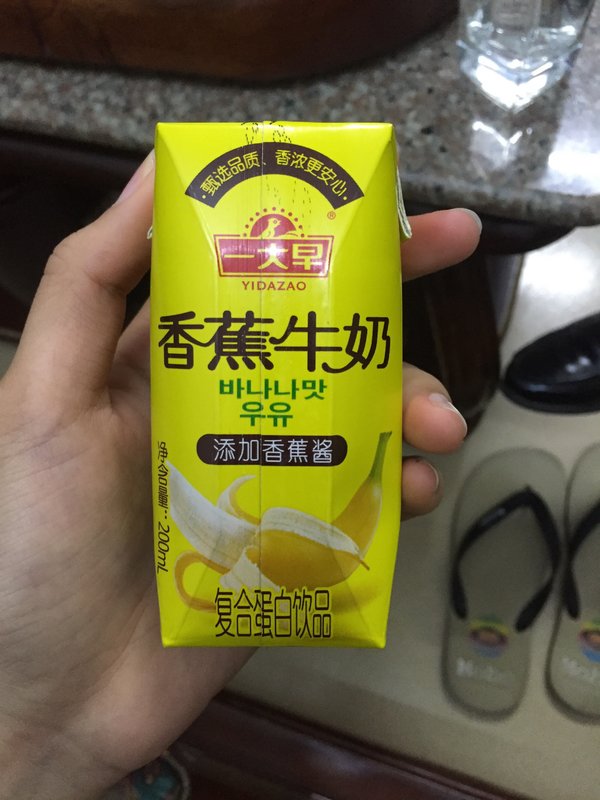 ·甄选品质、香浓更安心·
®
一大早
YIDAZAO
香蕉牛奶
바나나맛
우유
添加香蕉酱
净含量：200mL
复合蛋白饮品